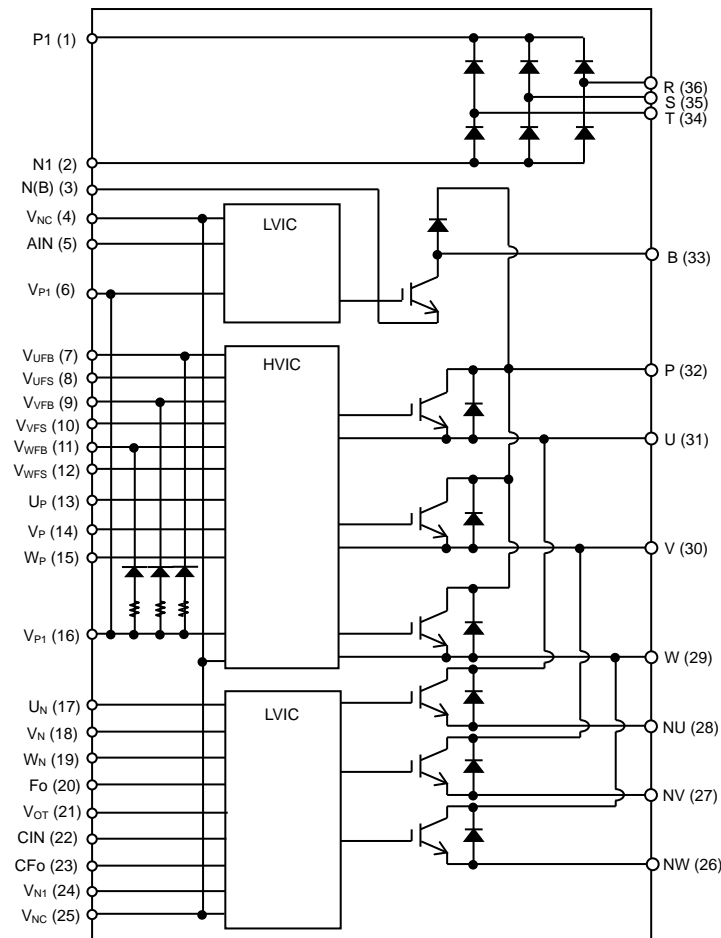 P1 (1)
N1 (2)
N(B) (3)
VNC (4)
AIN (5)
VP1 (6)
VUFB (7)
VUFS (8)
VVFB (9)
VVFS (10)
VWFB (11)
VWFS (12)
UP (13)
VP (14)
WP (15)
VP1 (16)
UN (17)
VN (18)
WN (19)
Fo (20)
VOT (21)
CIN (22)
CFo (23)
VN1 (24)
VNC (25)
LVIC
HVIC
LVIC
R (36)
S (35)
T (34)
B (33)
P (32)
U (31)
V (30)
W (29)
NU (28)
NV (27)
NW (26)